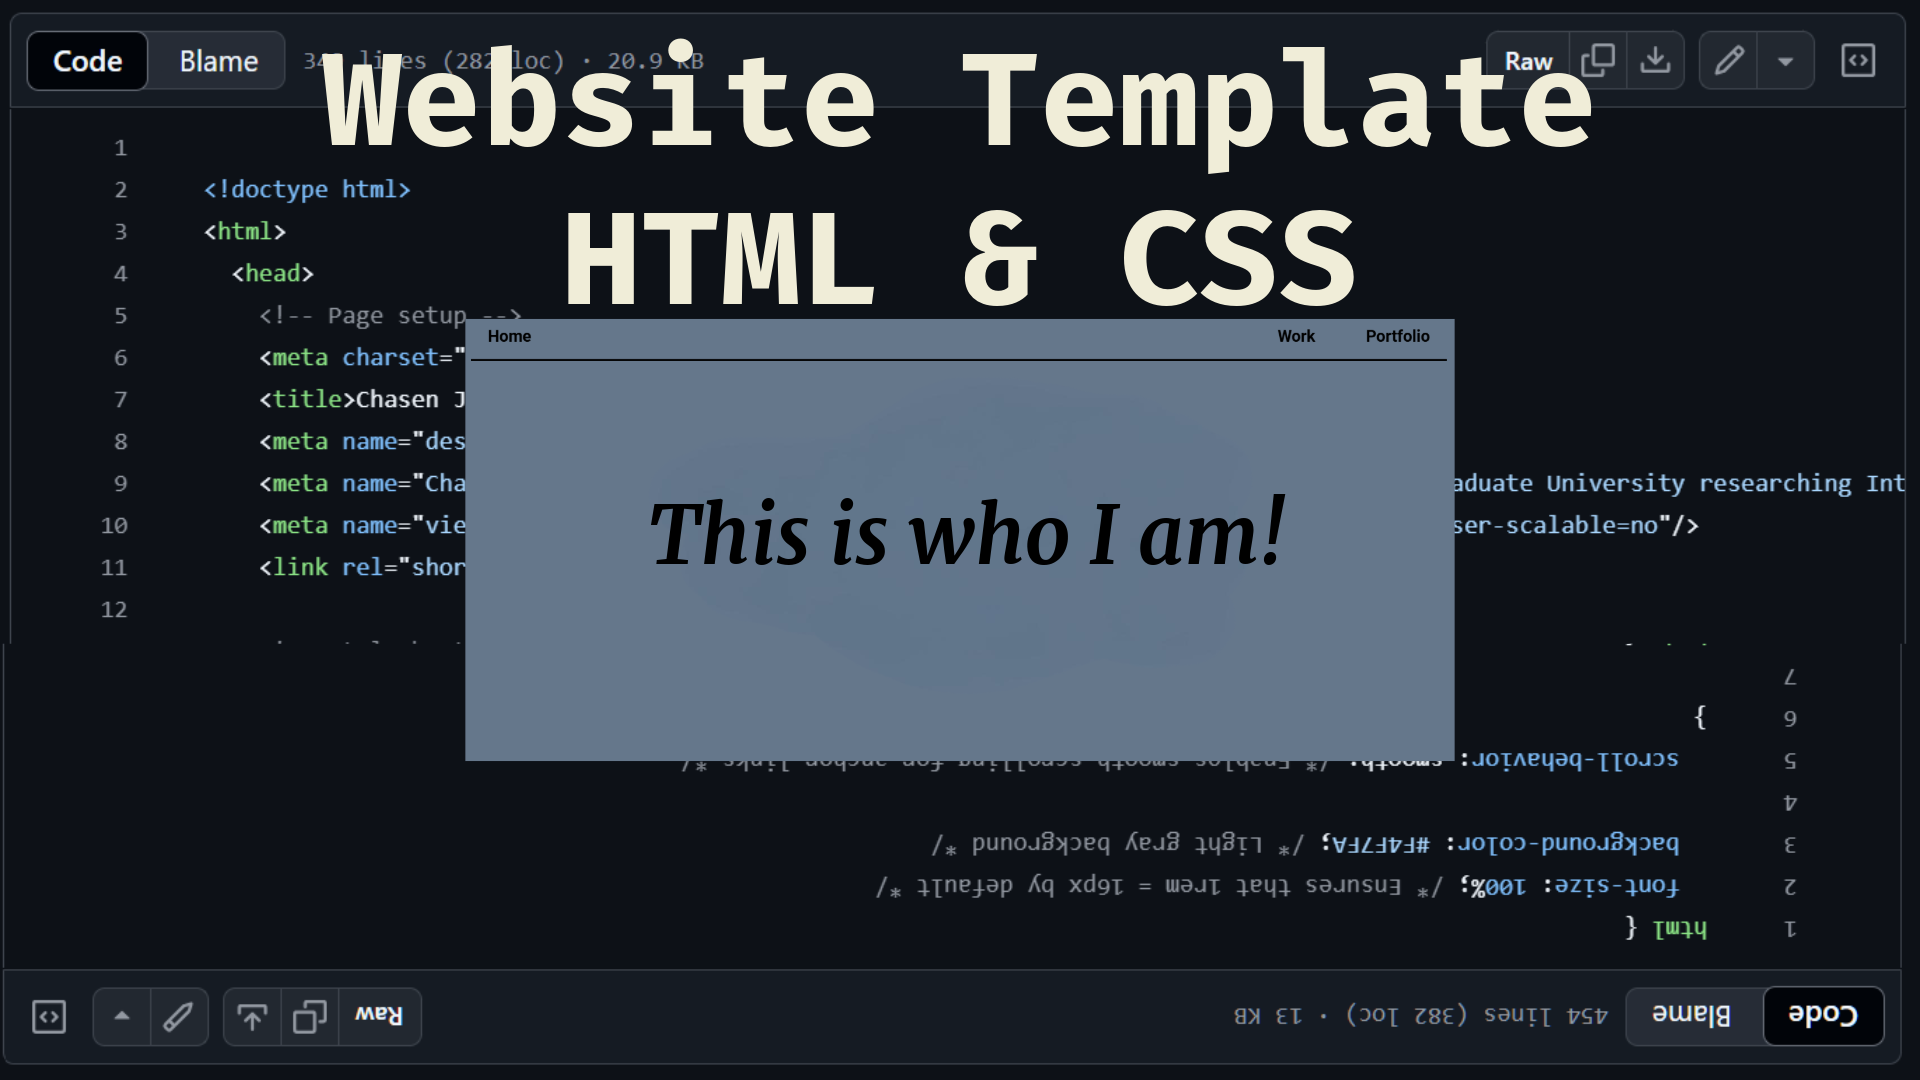 Code Blame lines (282 loc) · 20.9 KB Raw
Website Template
HTML & CSS
1
2 <!doctype html>
3 <html>
4 <head>
5 <!-- Page setup -->
6 <meta charset="
7 <title>Chasen J
8 <meta name="des
9 <meta name="Cha
aduate University researching Int
10 <meta name="vie
ser-scalable=no"/>
11 <link rel="shor
12
Home Work Portfolio
This is who I am!
7
6 }
5 scroll-behavior: smooth; /* Enables smooth scrolling for anchor links */
4
3 background-color: #F4F7FA; /* Light gray background */
2 font-size: 100%; /* Ensures that 1rem = 16px by default */
1 html {
Code Blame 454 lines (382 loc) · 13 KB Raw